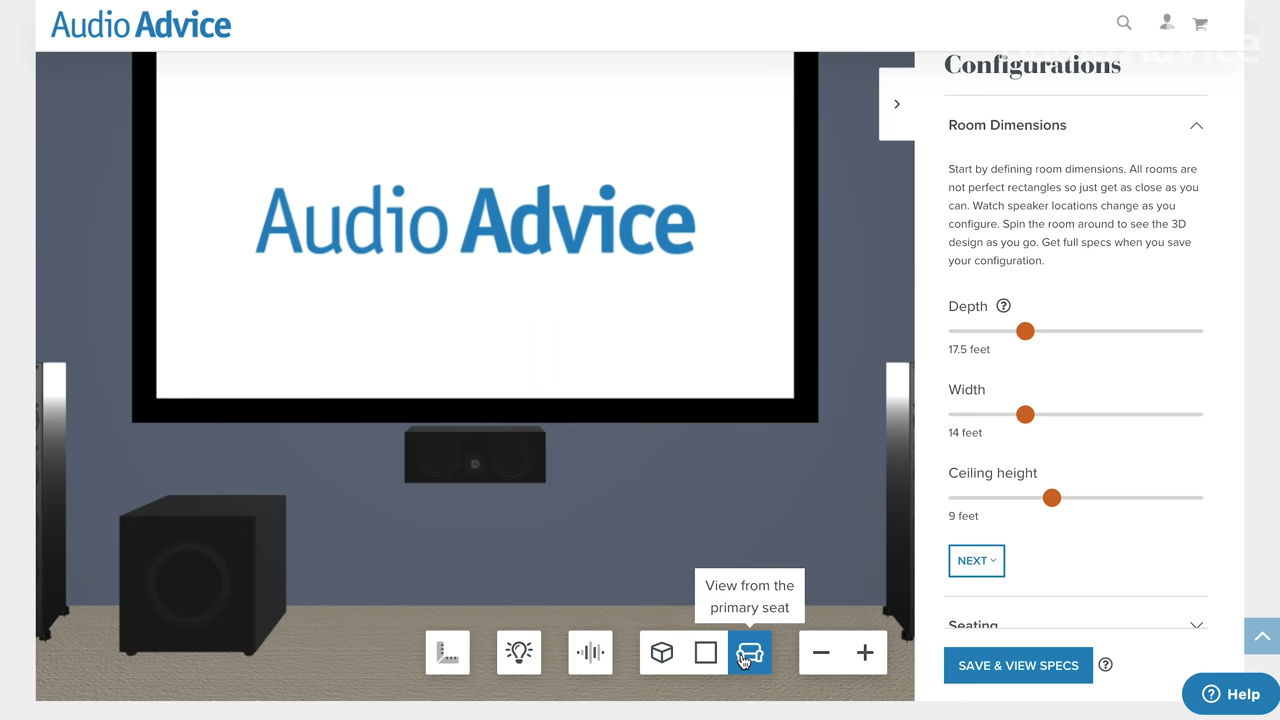 Audio Advice
Configurations
Audio Advice
Room Dimensions
Start by defining room dimensions. All rooms are
not perfect rectangles so just get as close as you
can. Watch speaker locations change as you
configure. Spin the room around to see the 3D
design as you go. Get full specs when you save
your configuration.
Depth
17.5 feet
Width
14 feet
Ceiling height
9 feet
NEXT
View from the
primary seat
Seating
SAVE & VIEW SPECS
Help